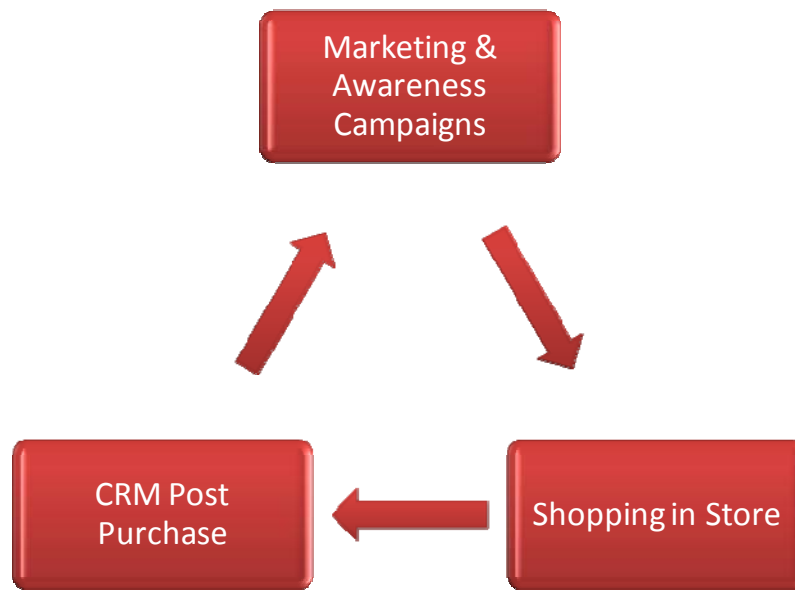 Marketing &
Awareness
Campaigns
CRM Post
Purchase
Shopping in Store